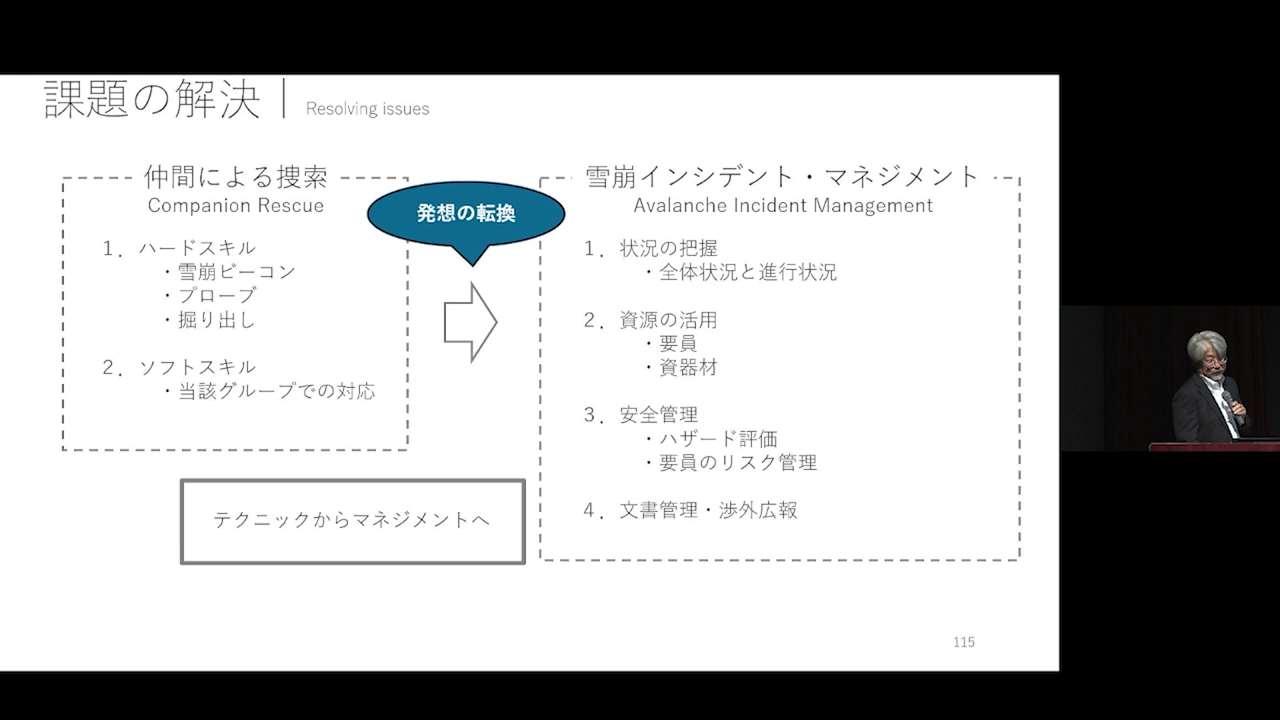 課題の解決
Resolving issues
仲間による捜索
Companion Rescue
1．ハードスキル
・雪崩ビーコン
・プローブ
・掘り出し
2．ソフトスキル
・当該グループでの対応
発想の転換
テクニックからマネジメントへ
雪崩インシデント・マネジメント
Avalanche Incident Management
1．状況の把握
・全体状況と進行状況
2．資源の活用
・要員
・資器材
3．安全管理
・ハザード評価
・要員のリスク管理
4．文書管理・渉外広報
115